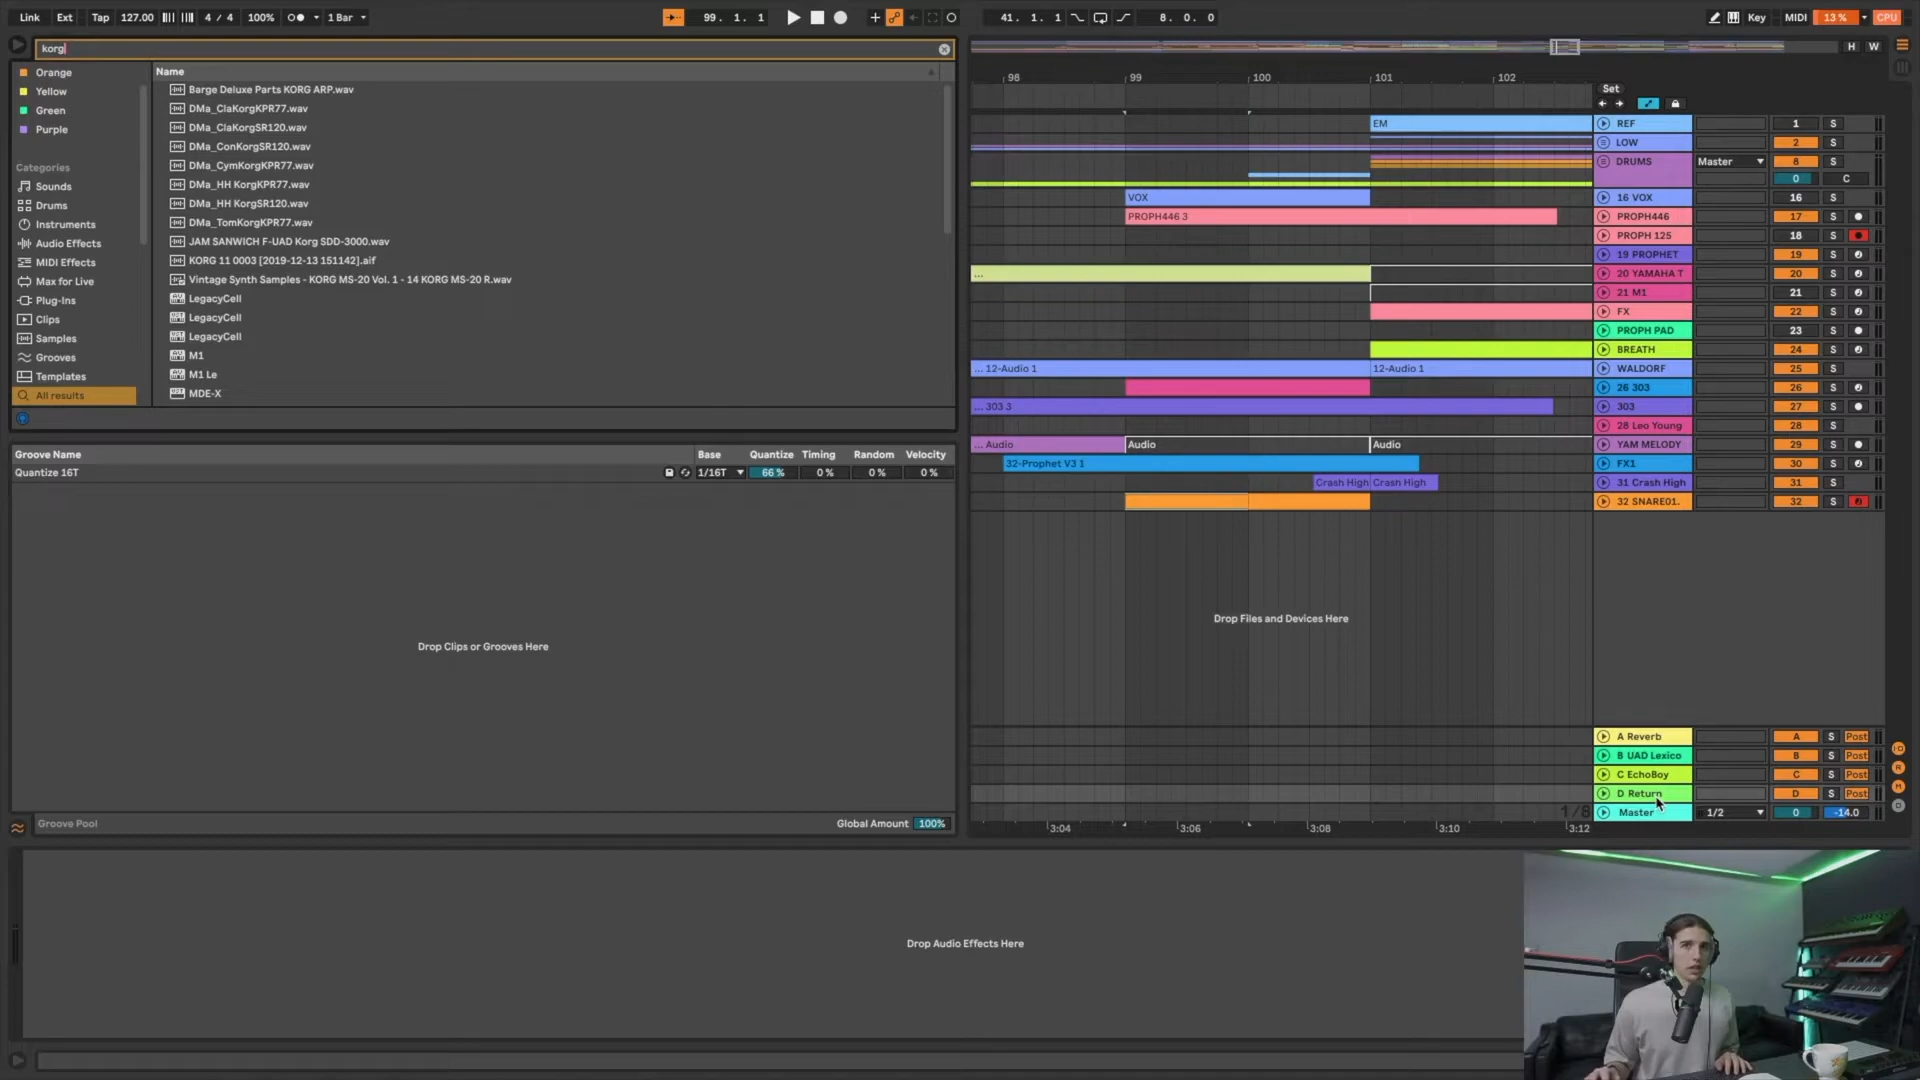 Link Ext Tap 127.00 4 / 4 100% 1 Bar 99. 1. 1 41. 1. 1 8. 0. 0 Key MIDI 13 % CPU
korg
H W
Orange
Yellow
Green
Purple
Categories
Sounds
Drums
Instruments
Audio Effects
MIDI Effects
Max for Live
Plug-Ins
Clips
Samples
Grooves
Templates
All results
Name
Barge Deluxe Parts KORG ARP.wav
DMa_ClaKorgKPR77.wav
DMa_ClaKorgSR120.wav
DMa_ConKorgSR120.wav
DMa_CymKorgKPR77.wav
DMa_HH KorgKPR77.wav
DMa_HH KorgSR120.wav
DMa_TomKorgKPR77.wav
JAM SANWICH F-UAD Korg SDD-3000.wav
KORG 11 0003 [2019-12-13 151142].aif
Vintage Synth Samples - KORG MS-20 Vol. 1 - 14 KORG MS-20 R.wav
LegacyCell
LegacyCell
LegacyCell
M1
M1 Le
MDE-X
Groove Name Base Quantize Timing Random Velocity
Quantize 16T 1/16T 66 % 0 % 0 % 0 %
Drop Clips or Grooves Here
Groove Pool Global Amount 100%
98 99 100 101 102
Set
EM REF 1 S
LOW 2 S
DRUMS Master 8 S
0 C
VOX 16 VOX 16 S
PROPH446 3 PROPH446 17 S
PROPH 125 18 S
19 PROPHET 19 S
... 20 YAMAHA T 20 S
21 M1 21 S
FX 22 S
PROPH PAD 23 S
BREATH 24 S
... 12-Audio 1 12-Audio 1 WALDORF 25 S
26 303 26 S
... 303 3 303 27 S
28 Leo Young 28 S
... Audio Audio Audio YAM MELODY 29 S
32-Prophet V3 1 FX1 30 S
Crash High Crash High 31 Crash High 31 S
32 SNARE01. 32 S
Drop Files and Devices Here
A Reverb A S Post
B UAD Lexico B S Post
C EchoBoy C S Post
D Return D S Post
1/8 Master 1/2 0 -14.0
3:04 3:06 3:08 3:10 3:12
Drop Audio Effects Here